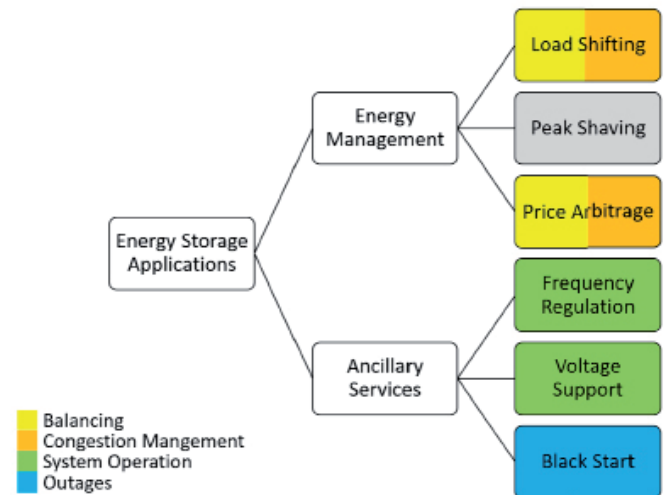 Load Shifting
Energy
Management
Peak Shaving
Price Arbitrage
Energy Storage
Applications
Frequency
Regulation
Ancillary
Services
Voltage
Support
Black Start
Balancing
Congestion Mangement
System Operation
Outages